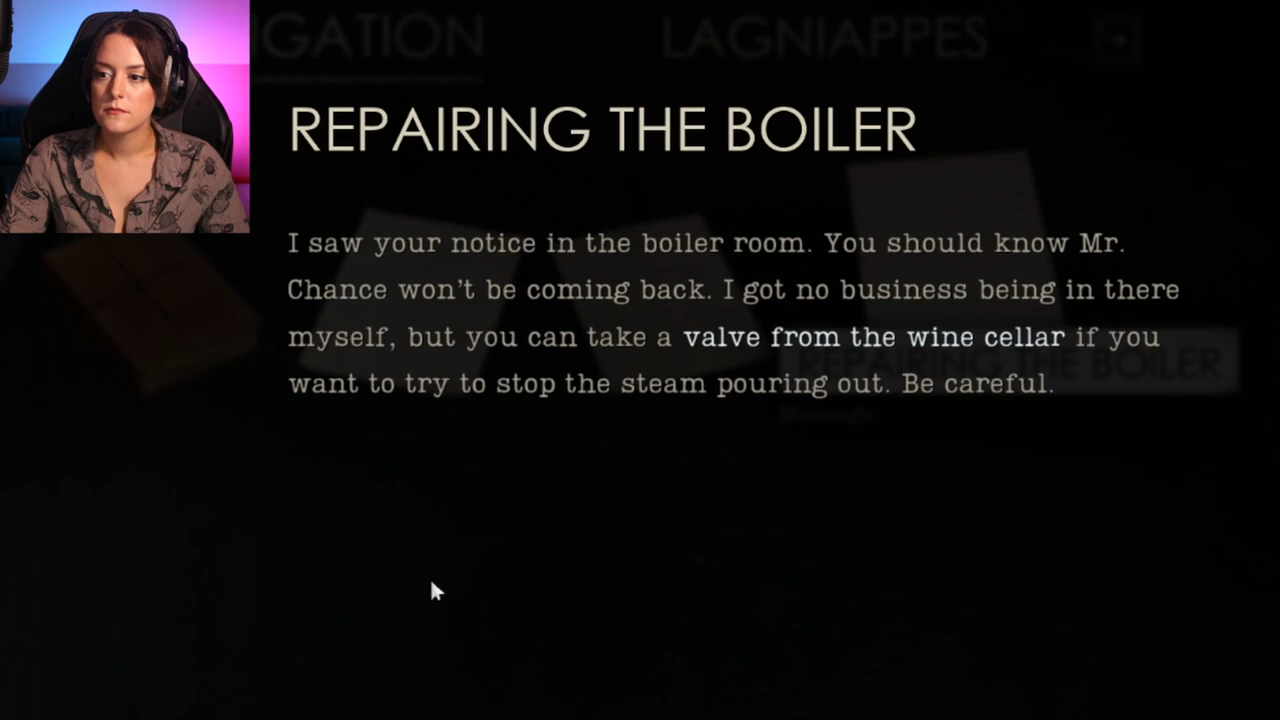 IGATION
LAGNIAPPES
REPAIRING THE BOILER
I saw your notice in the boiler room. You should know Mr.
Chance won't be coming back. I got no business being in there
myself, but you can take a valve from the wine cellar if you
want to try to stop the steam pouring out. Be careful.
REPAIRING THE BOILER
Message